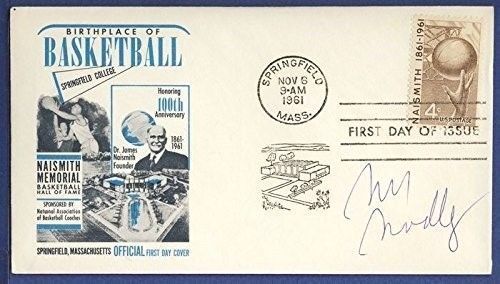 BIRTHPLACE OF
BASKETBALL
SPRINGFIELD COLLEGE
Honoring
100th
Anniversary
1861-
1961
Dr. James
Naismith
Founder
NAISMITH
MEMORIAL
BASKETBALL
HALL OF FAME
SPONSORED BY
National Association
of Basketball Coaches
SPRINGFIELD, MASSACHUSETTS OFFICIAL FIRST DAY COVER
SPRINGFIELD
NOV 6
9-AM
1961
MASS.
NAISMITH 1861-1961
4c
U.S. POSTAGE
FIRST DAY OF ISSUE